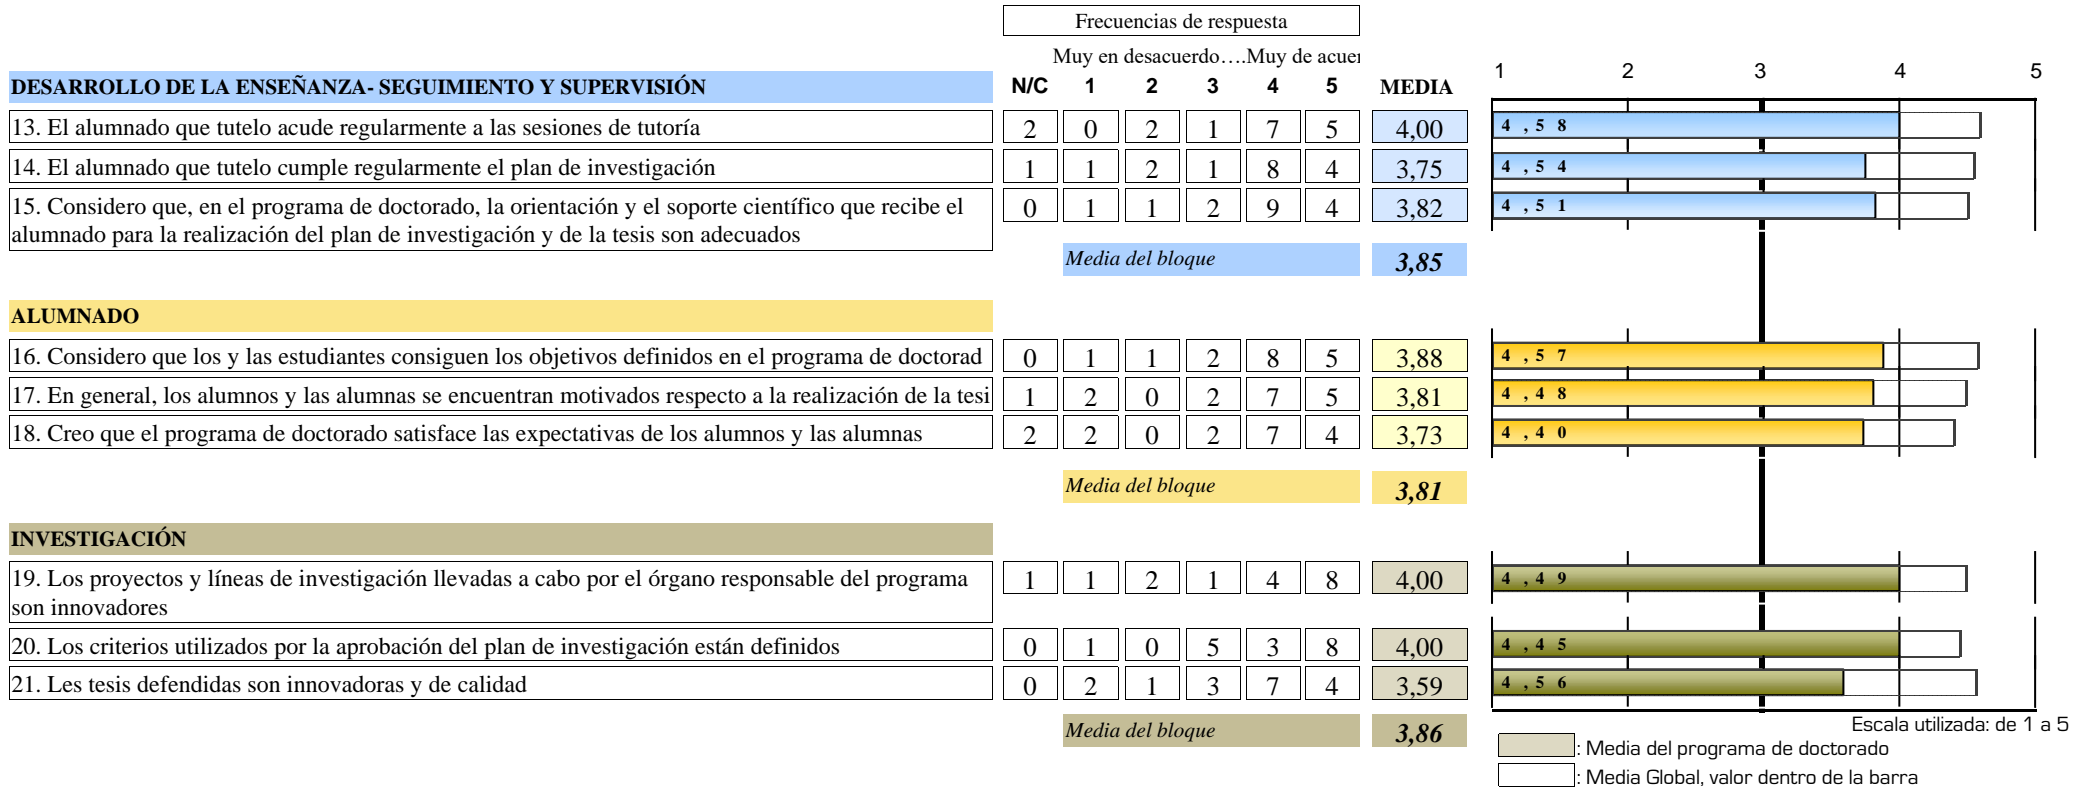 Frecuencias de respuesta
Muy en desacuerdo….Muy de acuer
DESARROLLO DE LA ENSEÑANZA- SEGUIMIENTO Y SUPERVISIÓN N/C 1 2 3 4 5 MEDIA 1 2 3 4 5
13. El alumnado que tutelo acude regularmente a las sesiones de tutoría 2 0 2 1 7 5 4,00 4,58
14. El alumnado que tutelo cumple regularmente el plan de investigación 1 1 2 1 8 4 3,75 4,54
15. Considero que, en el programa de doctorado, la orientación y el soporte científico que recibe el 0 1 1 2 9 4 3,82 4,51
alumnado para la realización del plan de investigación y de la tesis son adecuados
Media del bloque 3,85
ALUMNADO
16. Considero que los y las estudiantes consiguen los objetivos definidos en el programa de doctorad 0 1 1 2 8 5 3,88 4,57
17. En general, los alumnos y las alumnas se encuentran motivados respecto a la realización de la tesi 1 2 0 2 7 5 3,81 4,48
18. Creo que el programa de doctorado satisface las expectativas de los alumnos y las alumnas 2 2 0 2 7 4 3,73 4,40
Media del bloque 3,81
INVESTIGACIÓN
19. Los proyectos y líneas de investigación llevadas a cabo por el órgano responsable del programa 1 1 2 1 4 8 4,00 4,49
son innovadores
20. Los criterios utilizados por la aprobación del plan de investigación están definidos 0 1 0 5 3 8 4,00 4,45
21. Les tesis defendidas son innovadoras y de calidad 0 2 1 3 7 4 3,59 4,56
Media del bloque 3,86
Escala utilizada: de 1 a 5
: Media del programa de doctorado
: Media Global, valor dentro de la barra